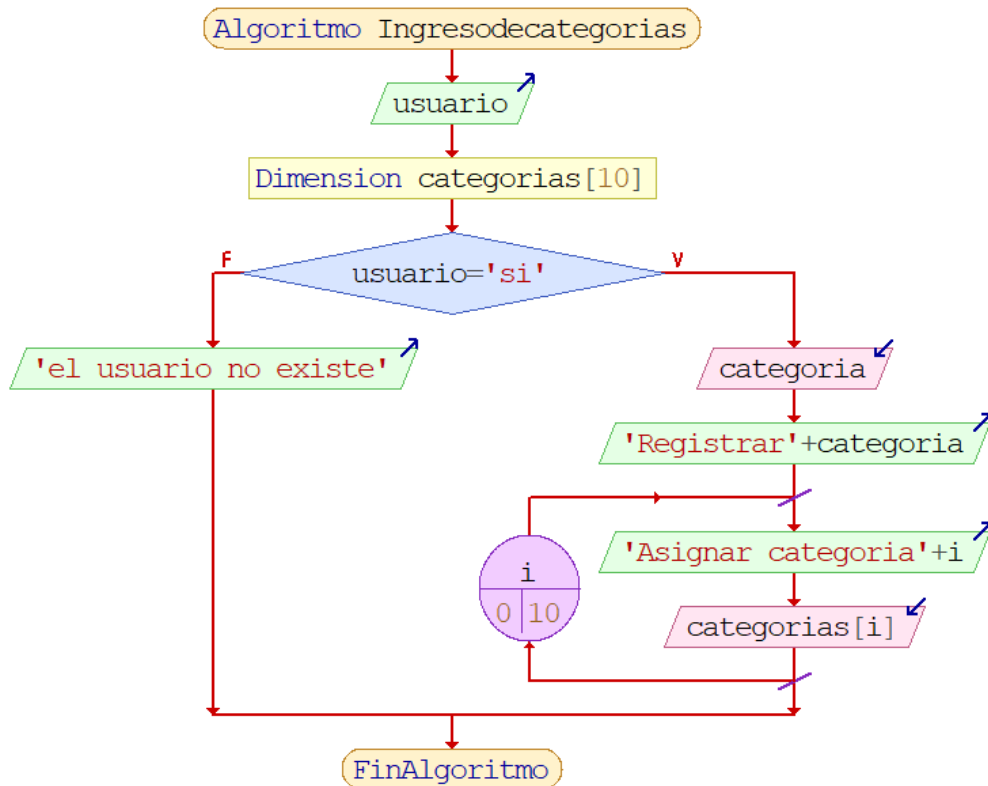 Algoritmo Ingresodecategorias
usuario
Dimension categorias[10]
F
V
usuario='si'
'el usuario no existe'
categoria
'Registrar'+categoria
'Asignar categoria'+i
i
0 10
categorias[i]
FinAlgoritmo